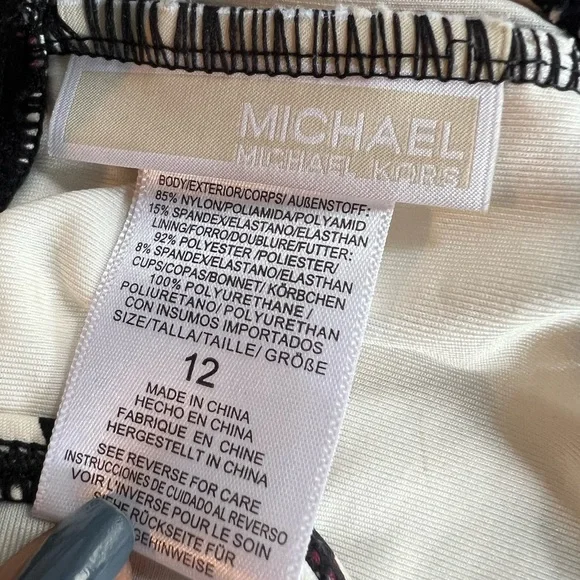 MICHAEL
MICHAEL KORS
BODY/EXTERIOR/CORPS/ AUßENSTOFF:
85% NYLON/POLIAMIDA/POLYAMID
15% SPANDEX/ELASTANO/ELASTHAN
LINING/FORRO/DOUBLURE/FUTTER:
92% POLYESTER /POLIESTER/
8% SPANDEX/ELASTANO/ELASTHAN
CUPS/COPAS/BONNET/ KÖRBCHEN
100% POLYURETHANE /
POLIURETANO/ POLYURETHAN
CON INSUMOS IMPORTADOS
SIZE/TALLA/TAILLE/ GRÖßE
12
MADE IN CHINA
HECHO EN CHINA
FABRIQUE EN CHINE
HERGESTELLT IN CHINA
SEE REVERSE FOR CARE
INSTRUCCIONES DE CUIDADO AL REVERSO
VOIR L'INVERSE POUR LE SOIN
SIEHE RÜCKSEITE FÜR